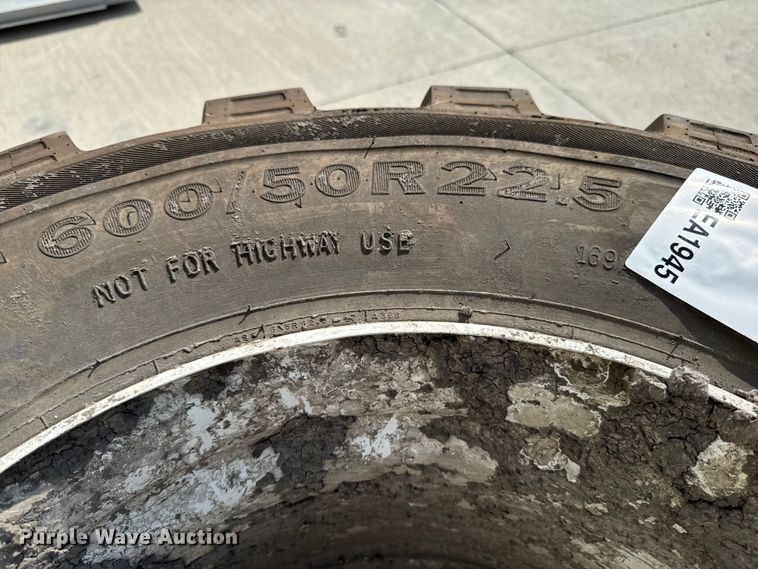 600/50R22.5
NOT FOR HIGHWAY USE
169
EA1945
Purple Wave Auction